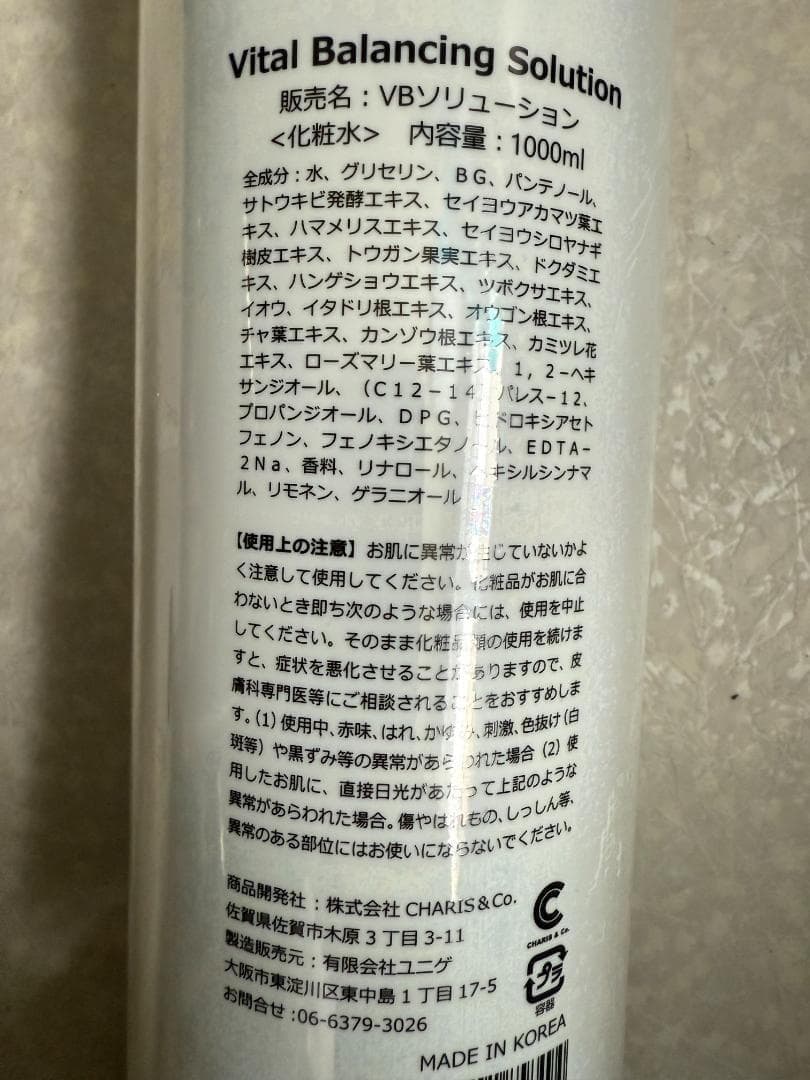 Vital Balancing Solution
販売名：VBソリューション
<化粧水>　内容量：1000ml
全成分：水、グリセリン、ＢＧ、パンテノール、
サトウキビ発酵エキス、セイヨウアカマツ葉エ
キス、ハマメリスエキス、セイヨウシロヤナギ
樹皮エキス、トウガン果実エキス、ドクダミエ
キス、ハンゲショウエキス、ツボクサエキス、
イオウ、イタドリ根エキス、オウゴン根エキス、
チャ葉エキス、カンゾウ根エキス、カミツレ花
エキス、ローズマリー葉エキス、１，２−ヘキ
サンジオール、（Ｃ１２−１４）パレス−１２、
プロパンジオール、ＤＰＧ、ヒドロキシアセト
フェノン、フェノキシエタノール、ＥＤＴＡ−
２Ｎａ、香料、リナロール、ヘキシルシンナマ
ル、リモネン、ゲラニオール
【使用上の注意】お肌に異常が生じていないかよ
く注意して使用してください。化粧品がお肌に合
わないとき即ち次のような場合には、使用を中止
してください。そのまま化粧品類の使用を続けま
すと、症状を悪化させることがありますので、皮
膚科専門医等にご相談されることをおすすめしま
す。(1)使用中、赤味、はれ、かゆみ、刺激、色抜け(白
斑等）や黒ずみ等の異常があらわれた場合（2）使
用したお肌に、直接日光があたって上記のような
異常があらわれた場合。傷やはれもの、しっしん等、
異常のある部位にはお使いにならないでください。
商品開発社：株式会社 CHARIS＆Co.
佐賀県佐賀市木原３丁目 3-11
製造販売元：有限会社ユニゲ
大阪市東淀川区東中島１丁目 17-5
お問合せ：06-6379-3026
CHARIS & Co.
プラ
容器
MADE IN KOREA